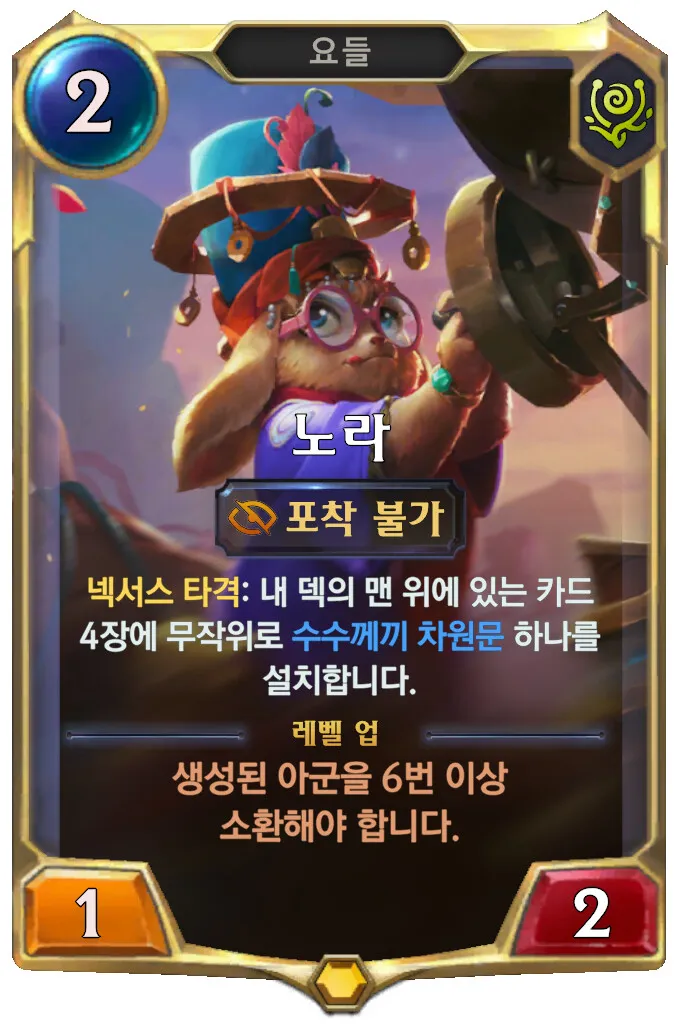 요들
2
노라
포착 불가
넥서스 타격: 내 덱의 맨 위에 있는 카드
4장에 무작위로 수수께끼 차원문 하나를
설치합니다.
레벨 업
생성된 아군을 6번 이상
소환해야 합니다.
1
2